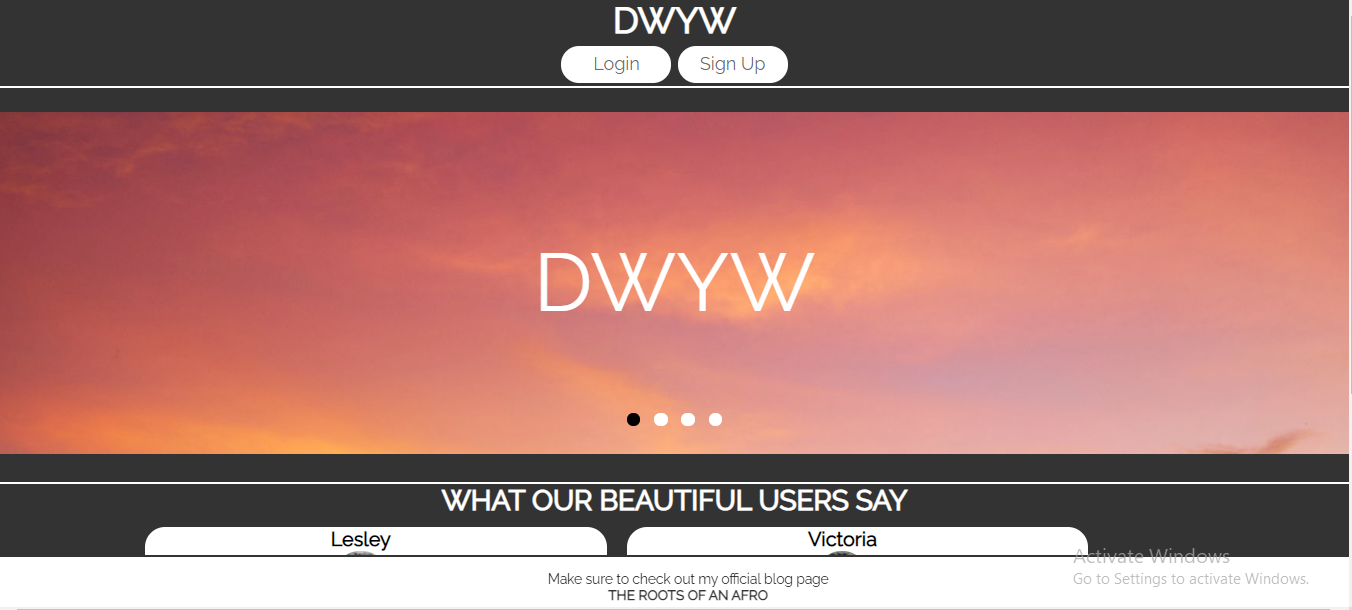 DWYW
Login Sign Up
DWYW
WHAT OUR BEAUTIFUL USERS SAY
Lesley Victoria
Activate Windows
Go to Settings to activate Windows.
Make sure to check out my official blog page
THE ROOTS OF AN AFRO